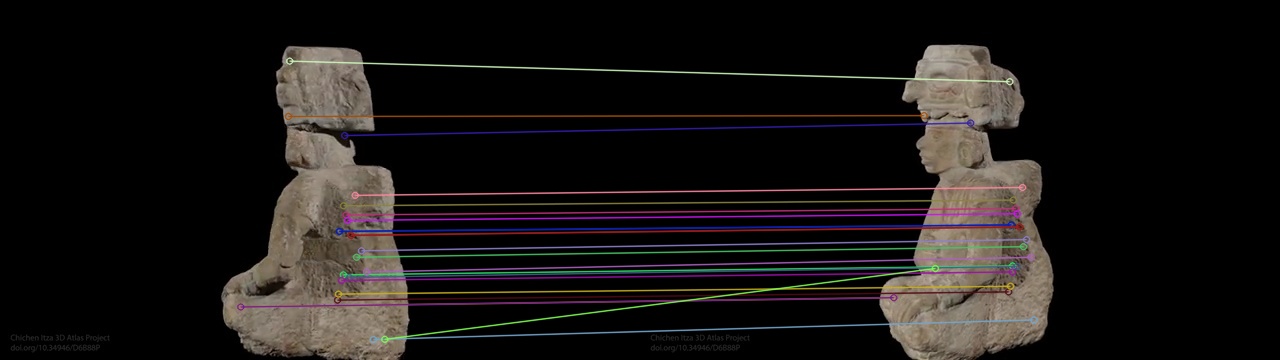 Chichen Itza 3D Atlas Project
doi.org/10.34946/D6B88P
Chichen Itza 3D Atlas Project
doi.org/10.34946/D6B88P